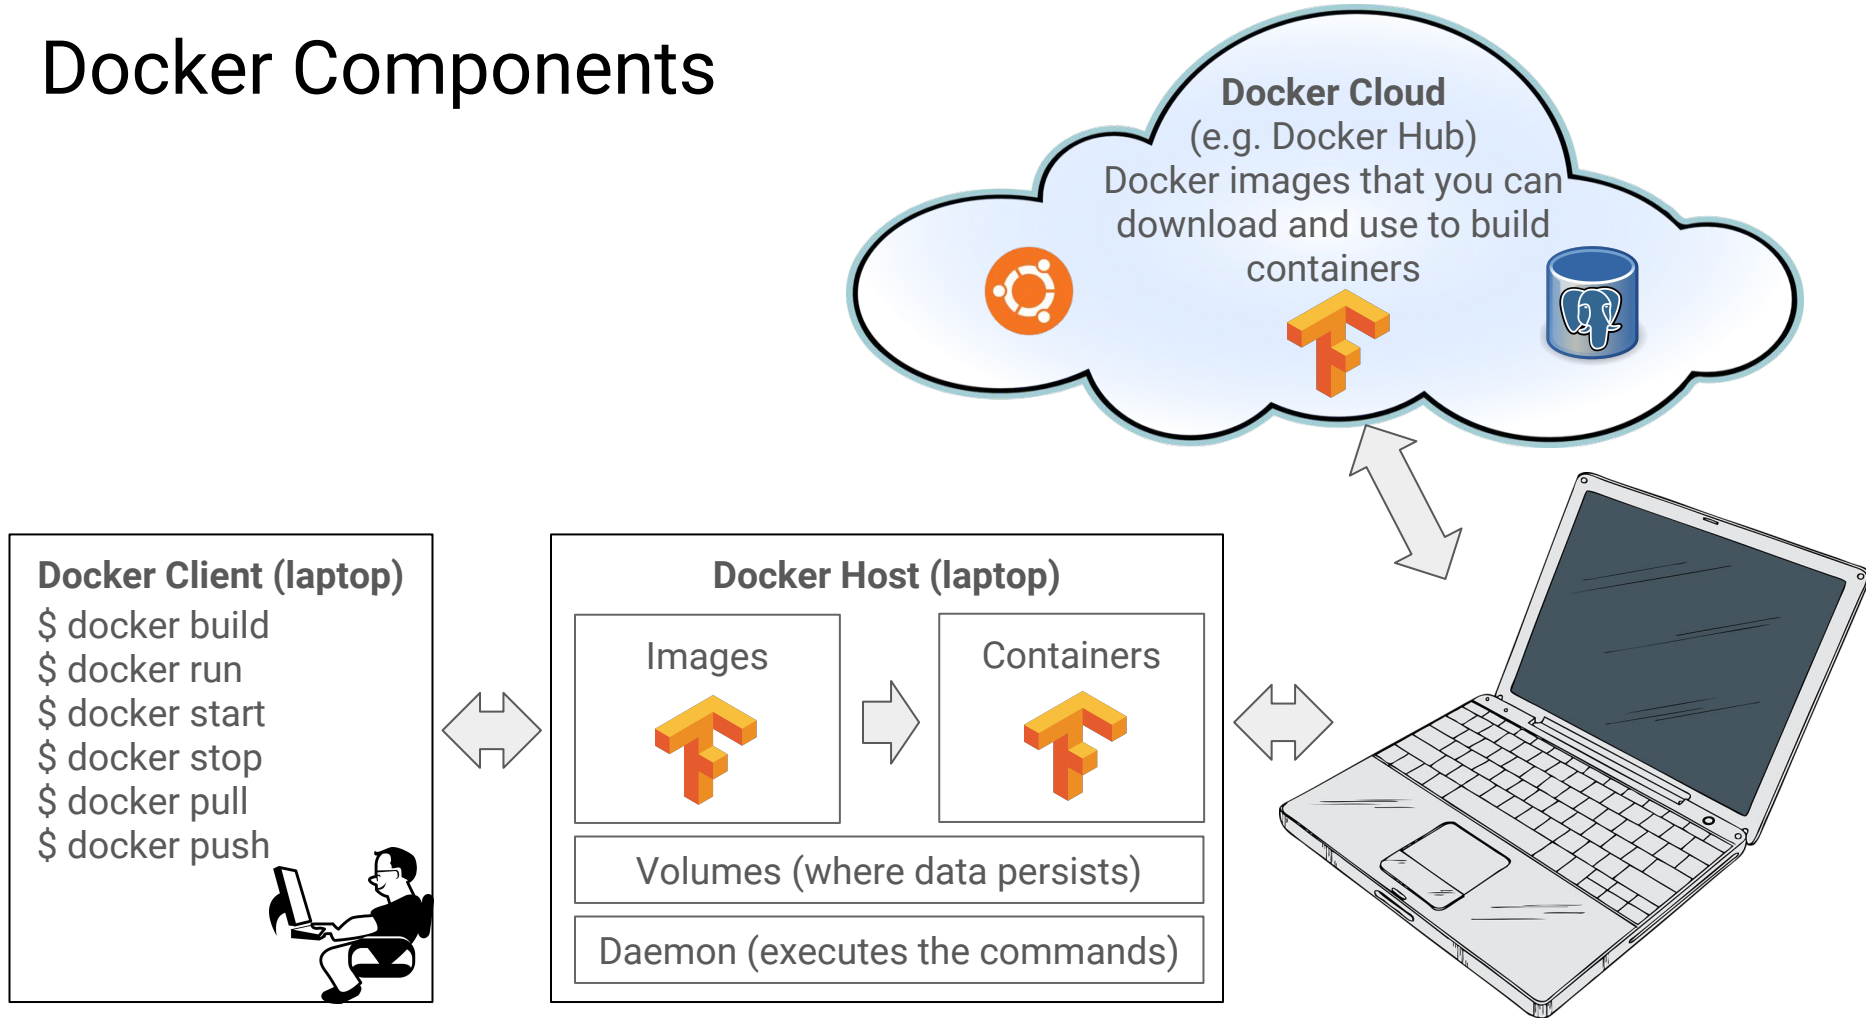 Docker Components
Docker Cloud
(e.g. Docker Hub)
Docker images that you can
download and use to build
containers
Docker Client (laptop)
$ docker build
$ docker run
$ docker start
$ docker stop
$ docker pull
$ docker push
Docker Host (laptop)
Images
Containers
Volumes (where data persists)
Daemon (executes the commands)